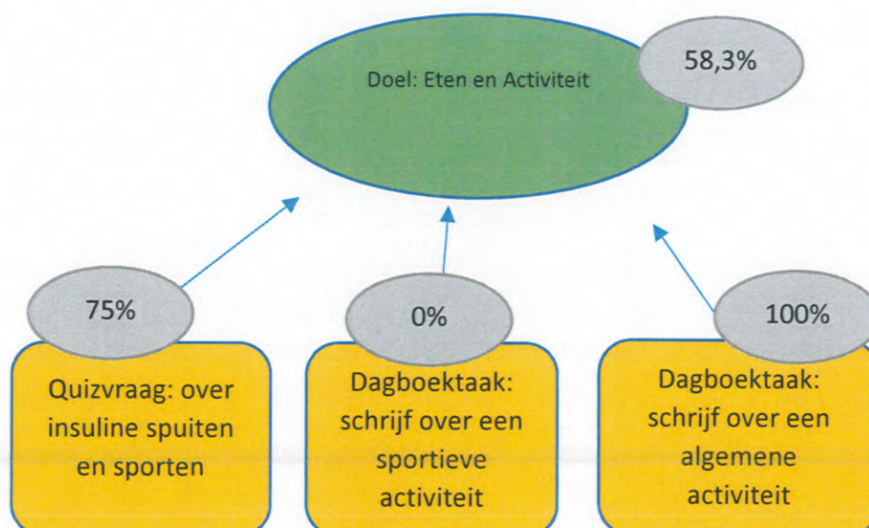 58,3%
Doel: Eten en Activiteit
75%
0%
100%
Quizvraag: over
insuline spuiten
en sporten
Dagboektaak:
schrijf over een
sportieve
activiteit
Dagboektaak:
schrijf over een
algemene
activiteit